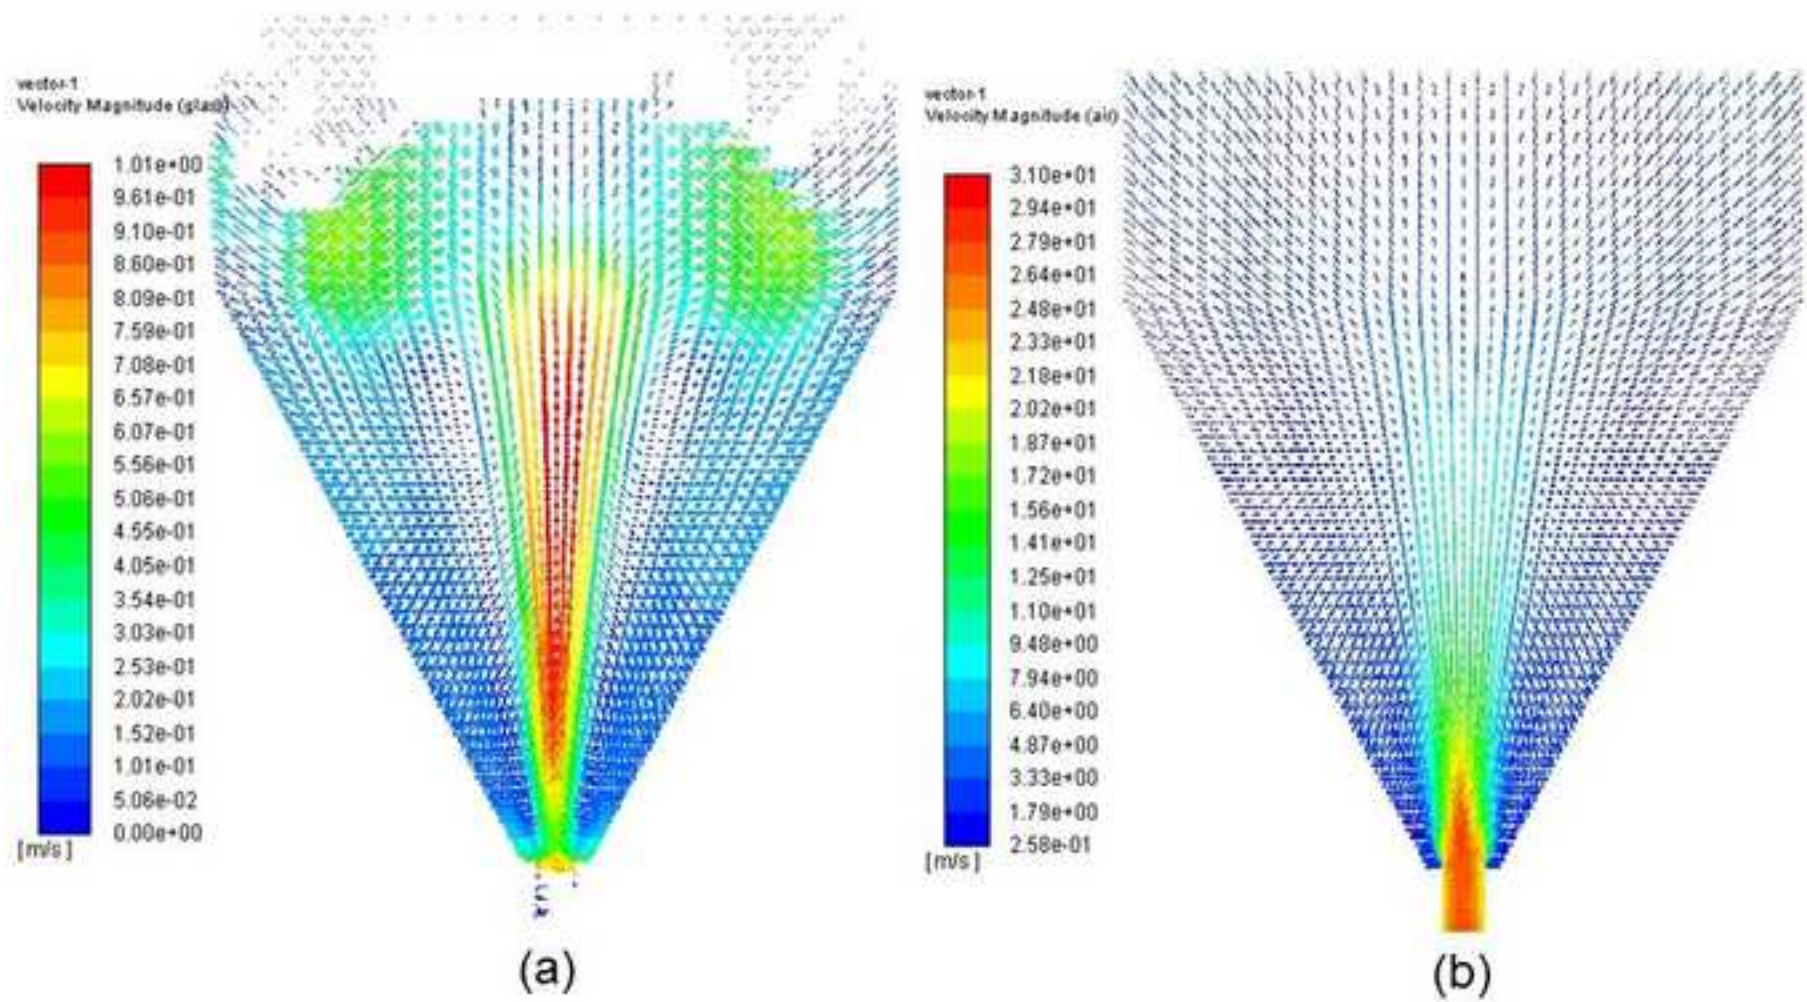 vector-1
Velocity Magnitude (glass)
1.01e+00
9.61e-01
9.10e-01
8.60e-01
8.09e-01
7.59e-01
7.08e-01
6.57e-01
6.07e-01
5.56e-01
5.06e-01
4.55e-01
4.05e-01
3.54e-01
3.03e-01
2.53e-01
2.02e-01
1.52e-01
1.01e-01
5.06e-02
0.00e+00
[m/s]
(a)
vector-1
Velocity Magnitude (air)
3.10e+01
2.94e+01
2.79e+01
2.64e+01
2.48e+01
2.33e+01
2.18e+01
2.02e+01
1.87e+01
1.72e+01
1.56e+01
1.41e+01
1.25e+01
1.10e+01
9.48e+00
7.94e+00
6.40e+00
4.87e+00
3.33e+00
1.79e+00
2.58e-01
[m/s]
(b)